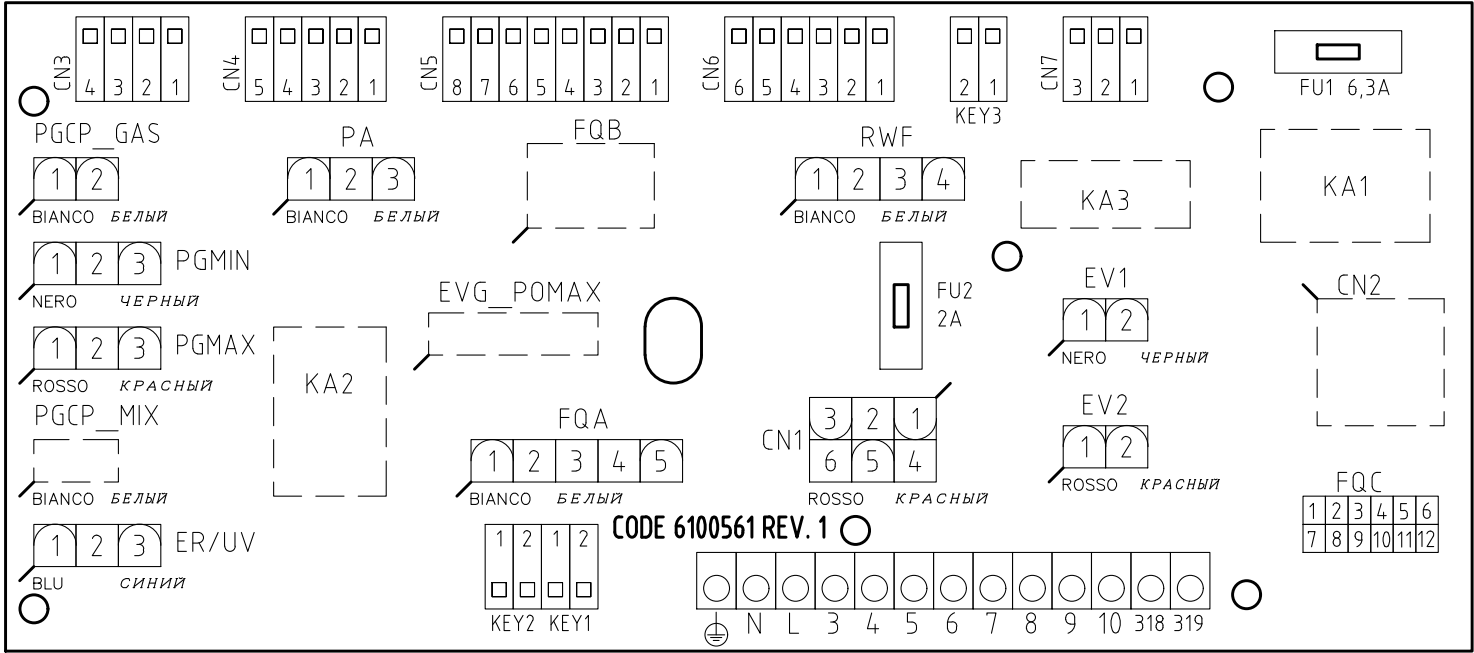 CN3
4 3 2 1
CN4
5 4 3 2 1
CN5
8 7 6 5 4 3 2 1
CN6
6 5 4 3 2 1
2 1
KEY3
CN7
3 2 1
FU1 6,3A
PGCP_GAS
1 2
BIANCO БЕЛЫЙ
PA
1 2 3
BIANCO БЕЛЫЙ
FQB
RWF
1 2 3 4
BIANCO БЕЛЫЙ
KA3
KA1
1 2 3 PGMIN
NERO ЧЕРНЫЙ
EVG_POMAX
FU2
2A
EV1
1 2
NERO ЧЕРНЫЙ
CN2
1 2 3 PGMAX
ROSSO КРАСНЫЙ
KA2
PGCP_MIX
BIANCO БЕЛЫЙ
FQA
1 2 3 4 5
BIANCO БЕЛЫЙ
CN1
3 2 1
6 5 4
ROSSO КРАСНЫЙ
EV2
1 2
ROSSO КРАСНЫЙ
FQC
1 2 3 4 5 6
7 8 9 10 11 12
1 2 3 ER/UV
BLU СИНИЙ
1 2 1 2
KEY2 KEY1
CODE 6100561 REV. 1
N L 3 4 5 6 7 8 9 10 318 319